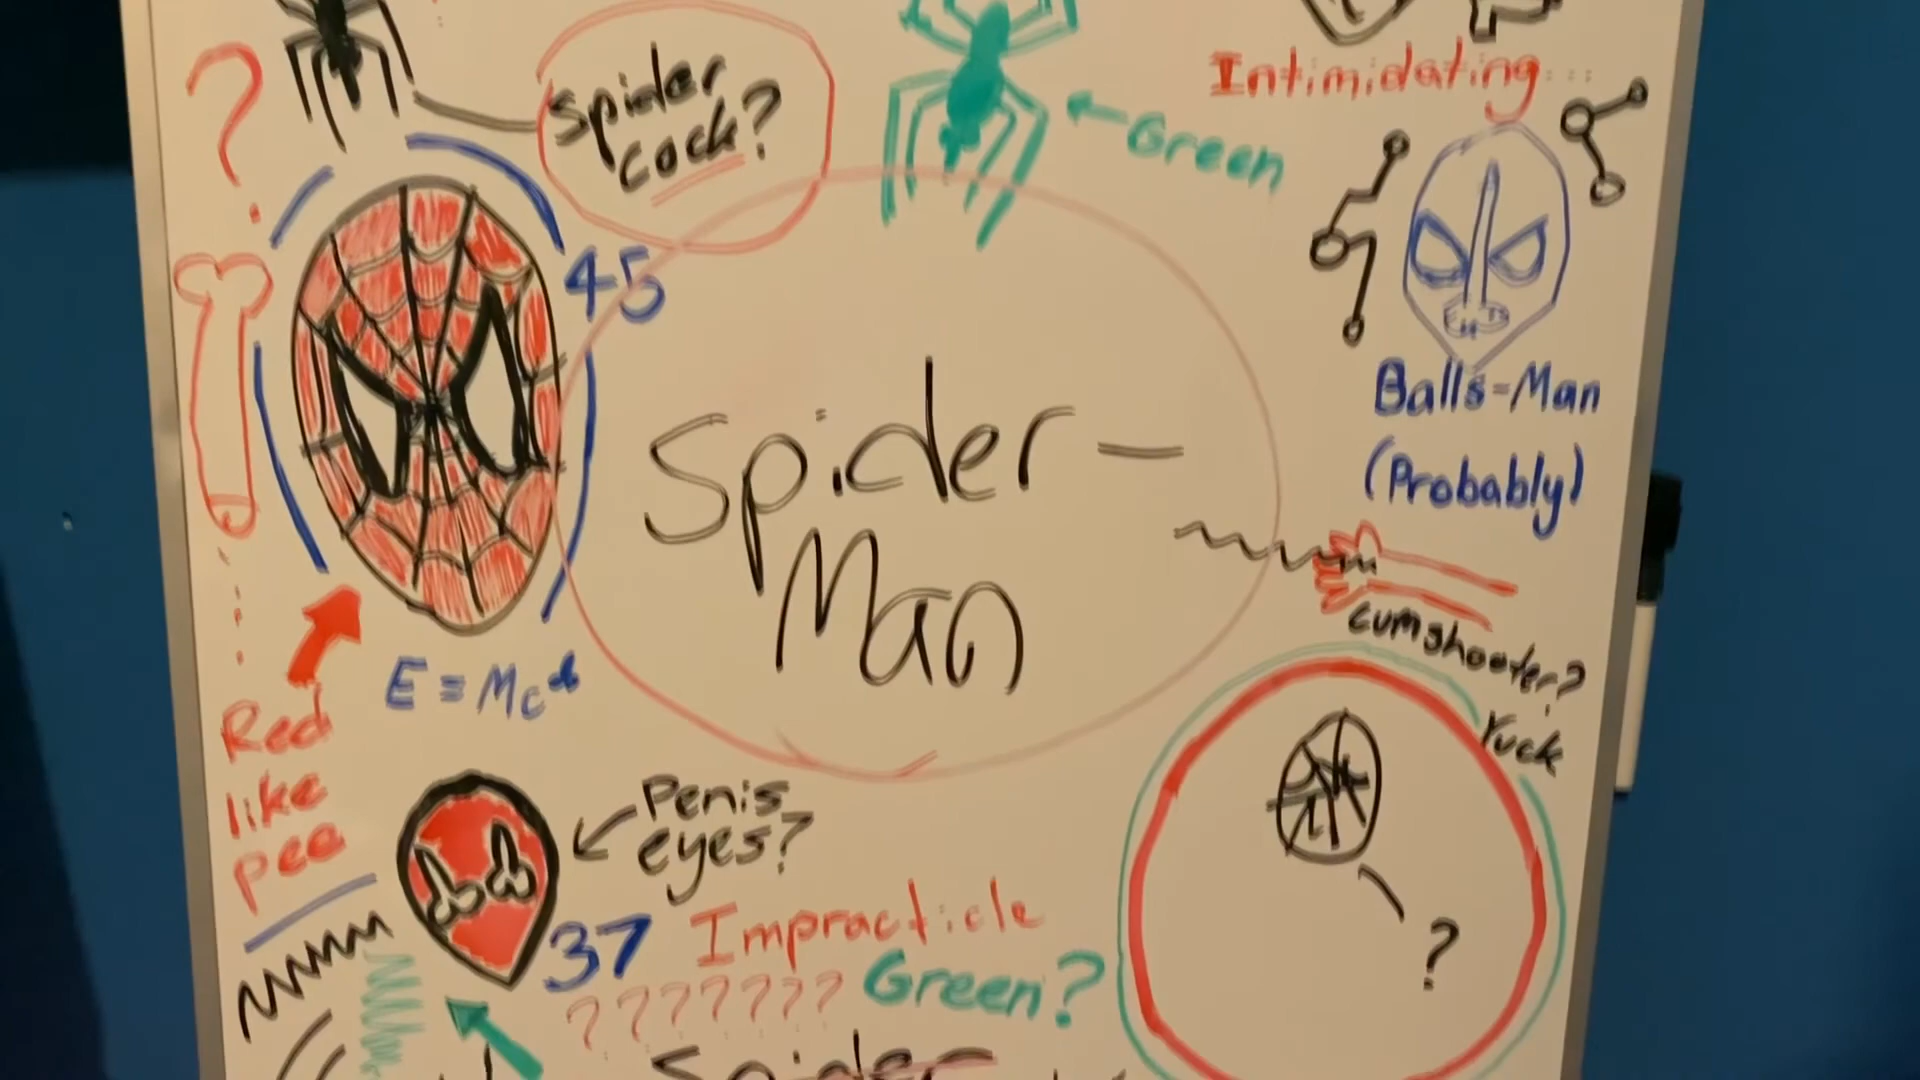 ?
Spider
cock?
Green
Intimidating...
45
Balls-Man
(Probably)
Spider-
Man
cumshooter?
Yuck
Red
like
pee
Penis
eyes?
37
Impracticle
Green?
???????
?
Spider